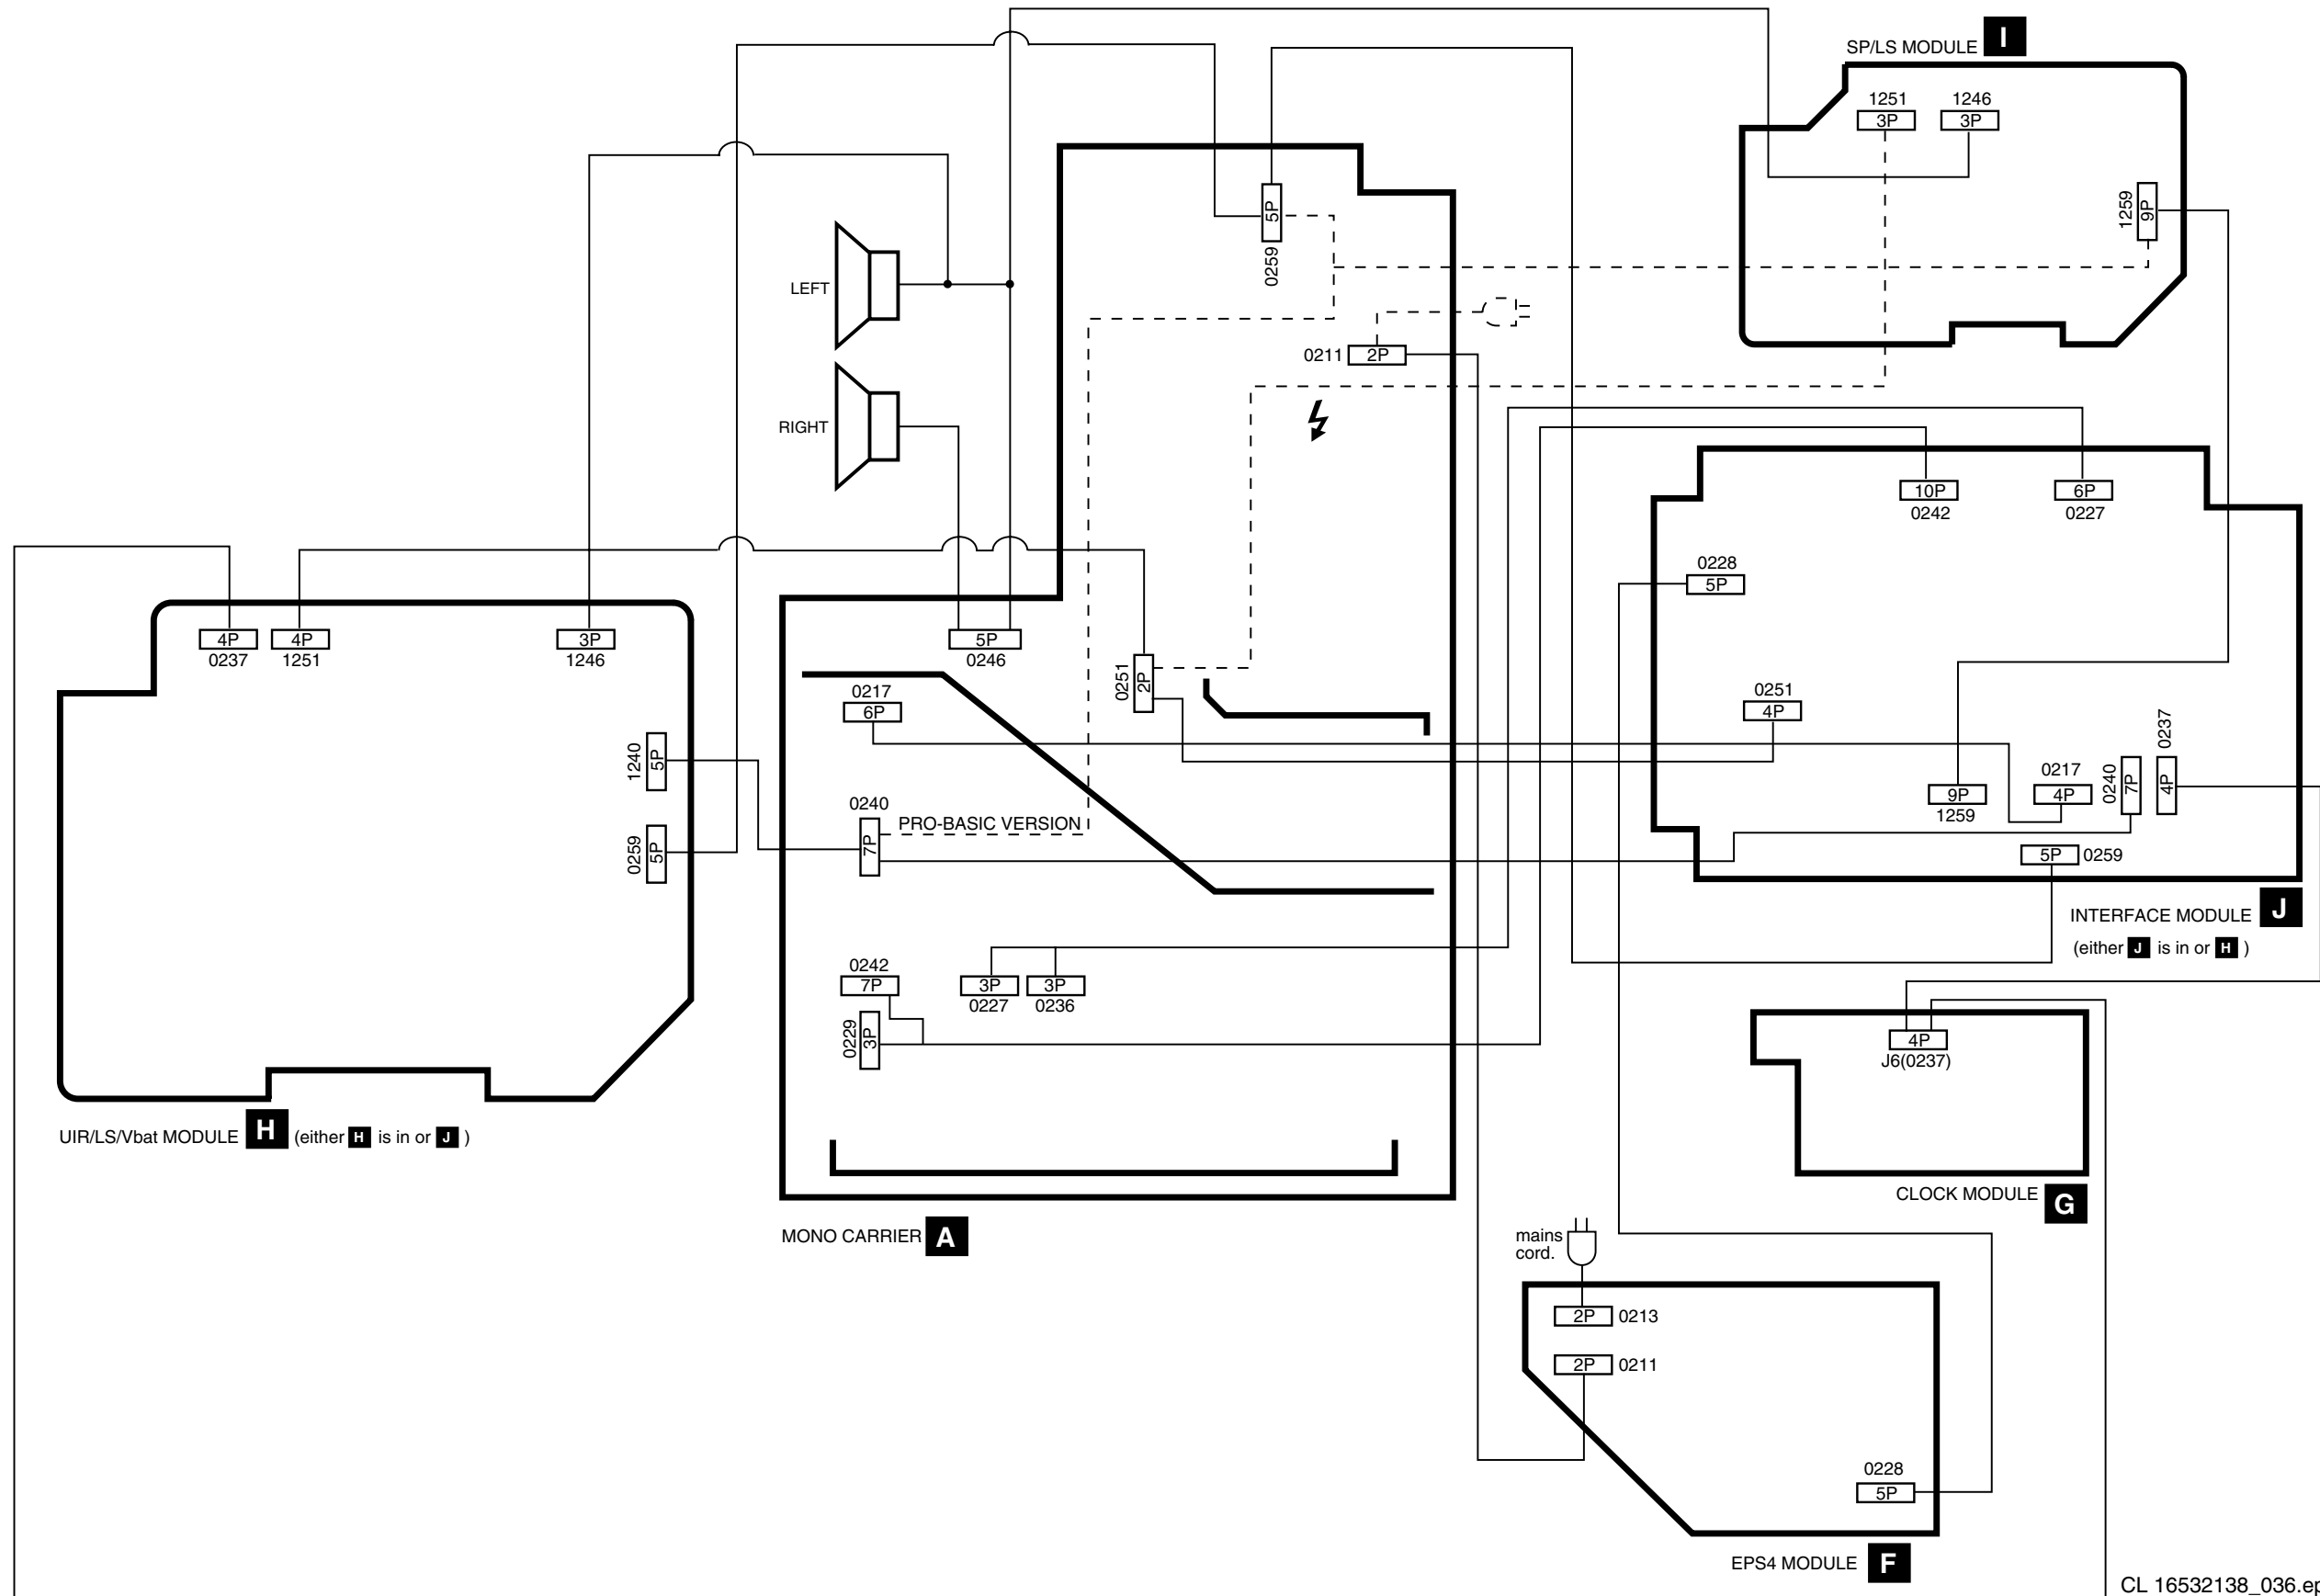 SP/LS MODULE I
1251 1246
3P 3P
1259 9P
5P 0259
LEFT
0211 2P
RIGHT
10P 6P
0242 0227
0228
5P
4P 4P 3P
0237 1251 1246
5P
0246
0251 2P
0217
6P
0251
4P
0237 4P
0240 7P
0217
4P
9P
1259
1240 5P
0259 5P
0240
7P
PRO-BASIC VERSION
5P 0259
INTERFACE MODULE J
(either J is in or H )
0242
7P
3P 3P
0227 0236
0229 3P
4P
J6(0237)
UIR/LS/Vbat MODULE H (either H is in or J )
CLOCK MODULE G
MONO CARRIER A
mains
cord.
2P 0213
2P 0211
0228
5P
EPS4 MODULE F
CL 16532138_036.ep